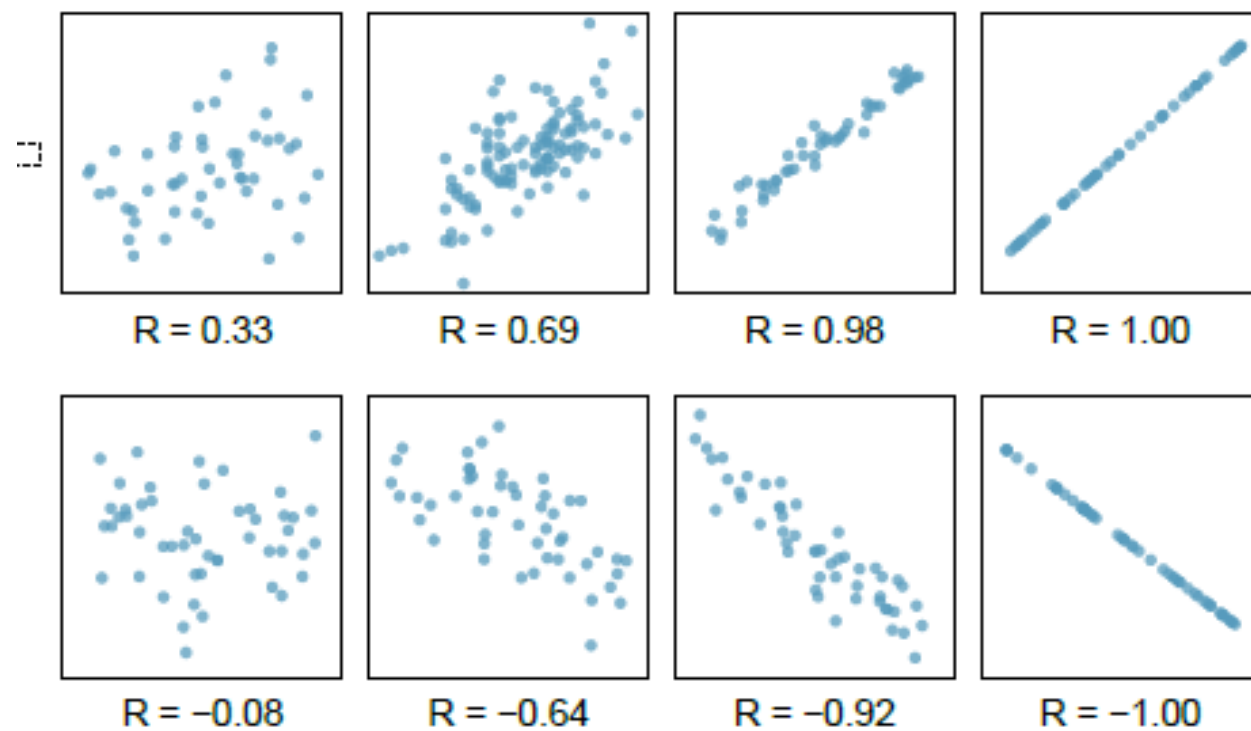 R = 0.33 R = 0.69 R = 0.98 R = 1.00
R = −0.08 R = −0.64 R = −0.92 R = −1.00